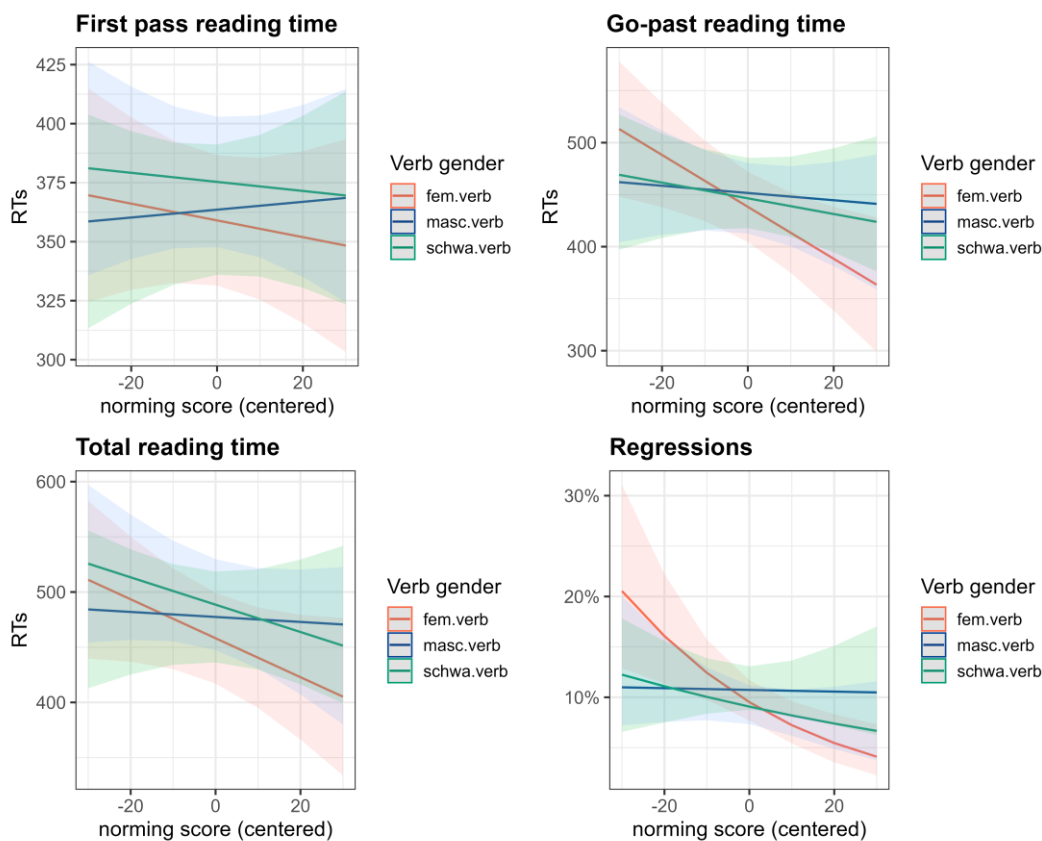 First pass reading time
425
400
375
350
325
300
RTs
-20
0
20
norming score (centered)
Verb gender
fem.verb
masc.verb
schwa.verb
Go-past reading time
500
400
300
RTs
-20
0
20
norming score (centered)
Verb gender
fem.verb
masc.verb
schwa.verb
Total reading time
600
500
400
RTs
-20
0
20
norming score (centered)
Verb gender
fem.verb
masc.verb
schwa.verb
Regressions
30%
20%
10%
-20
0
20
norming score (centered)
Verb gender
fem.verb
masc.verb
schwa.verb